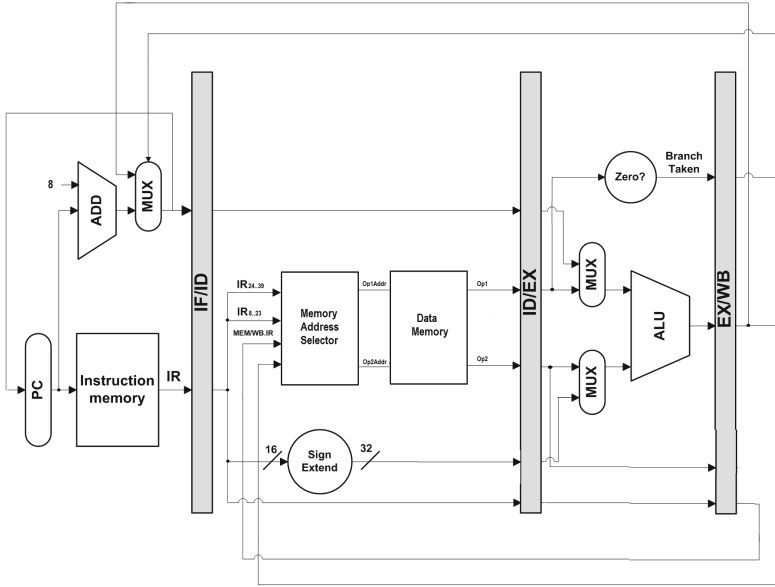 8
ADD
MUX
IF/ID
ID/EX
EX/WB
Zero?
Branch
Taken
MUX
ALU
MUX
IR24..39
IR8..23
MEM/WB.IR
Memory
Address
Selector
Op1Addr
Op2Addr
Data
Memory
Op1
Op2
PC
Instruction
memory
IR
16
Sign
Extend
32